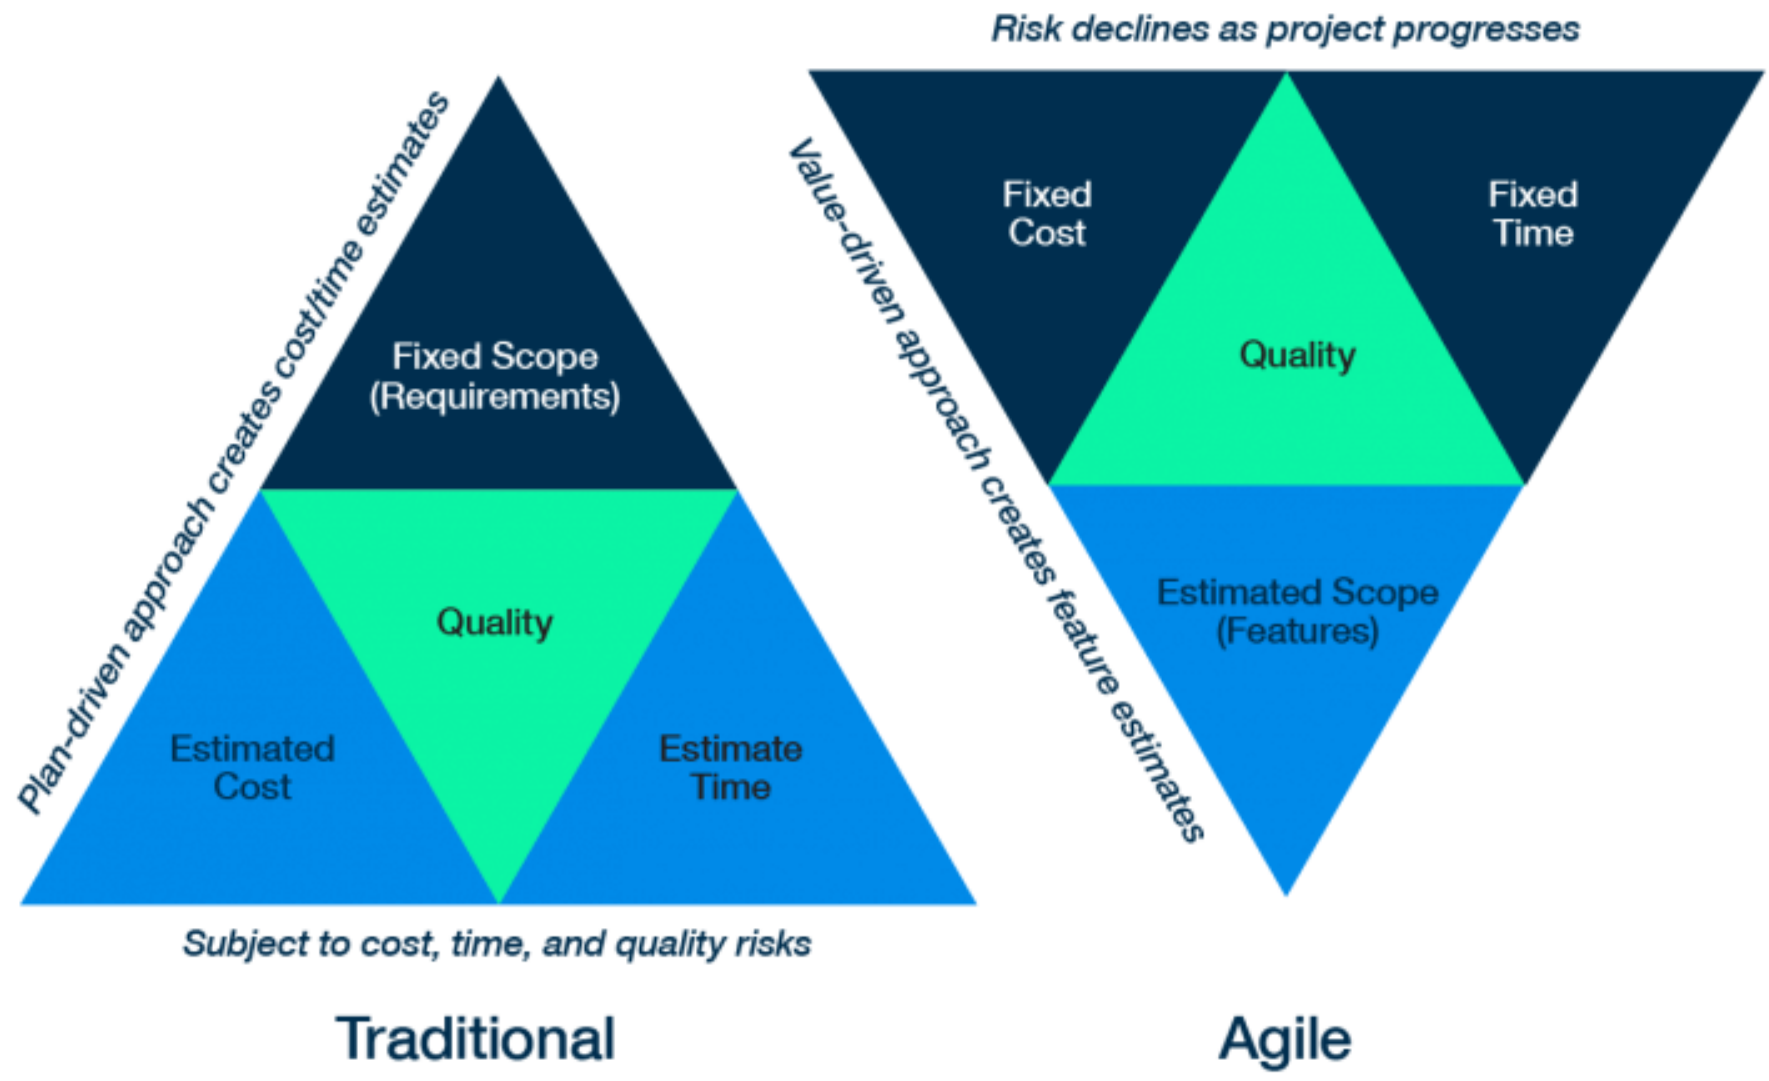 Plan-driven approach creates cost/time estimates
Fixed Scope
(Requirements)
Quality
Estimated
Cost
Estimate
Time
Subject to cost, time, and quality risks
Traditional
Risk declines as project progresses
Value-driven approach creates feature estimates
Fixed
Cost
Fixed
Time
Quality
Estimated Scope
(Features)
Agile